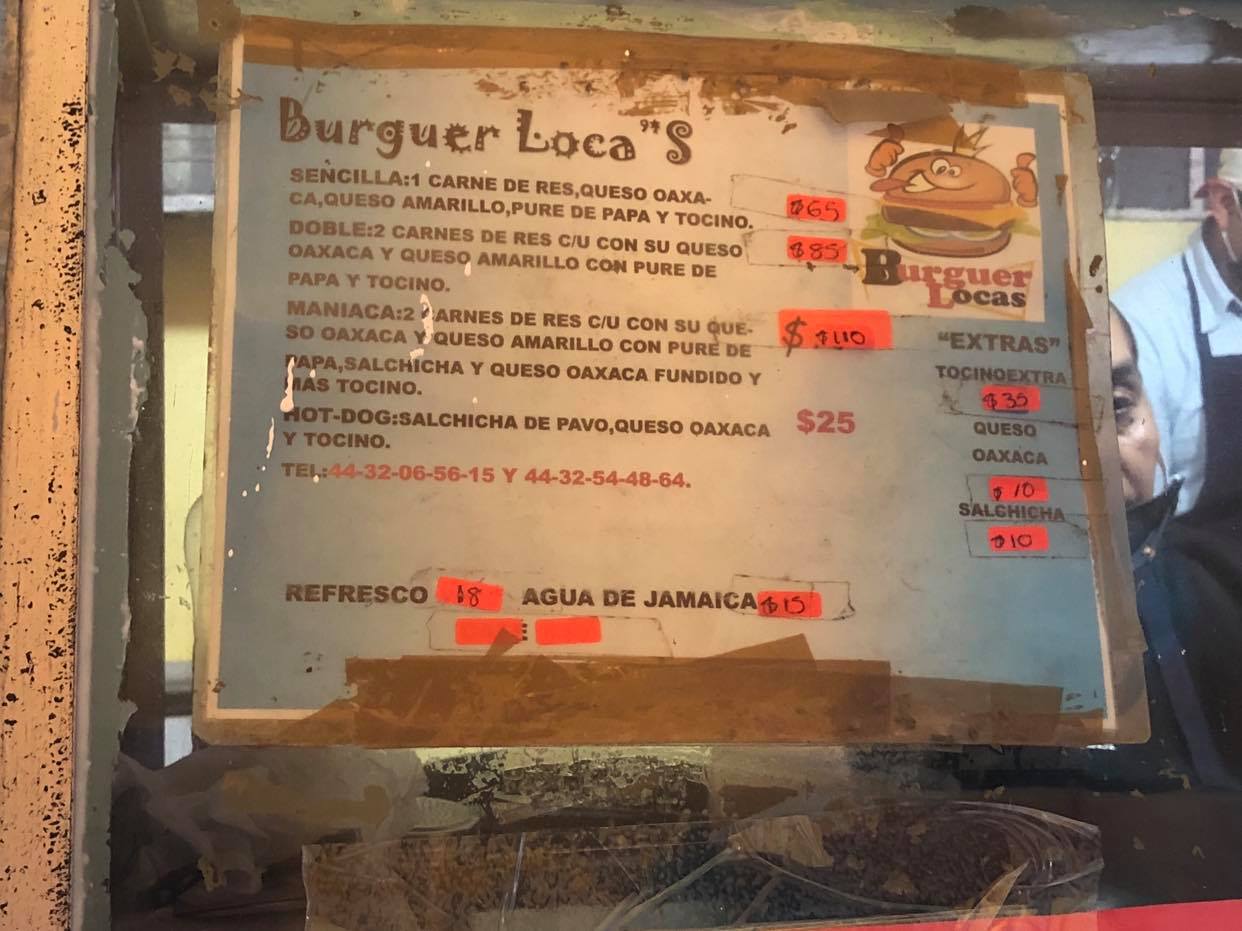 Burguer Loca"S
SENCILLA:1 CARNE DE RES,QUESO OAXA-
CA,QUESO AMARILLO,PURE DE PAPA Y TOCINO.
$65
DOBLE:2 CARNES DE RES C/U CON SU QUESO
OAXACA Y QUESO AMARILLO CON PURE DE
PAPA Y TOCINO.
$85
MANIACA:2 CARNES DE RES C/U CON SU QUE-
SO OAXACA Y QUESO AMARILLO CON PURE DE
PAPA,SALCHICHA Y QUESO OAXACA FUNDIDO Y
MAS TOCINO.
$ $110
HOT-DOG:SALCHICHA DE PAVO,QUESO OAXACA
Y TOCINO.
$25
TEL:44-32-06-56-15 Y 44-32-54-48-64.
REFRESCO
AGUA DE JAMAICA $15
Burguer
Locas
"EXTRAS"
TOCINOEXTRA
$35
QUESO
OAXACA
$10
SALCHICHA
$10